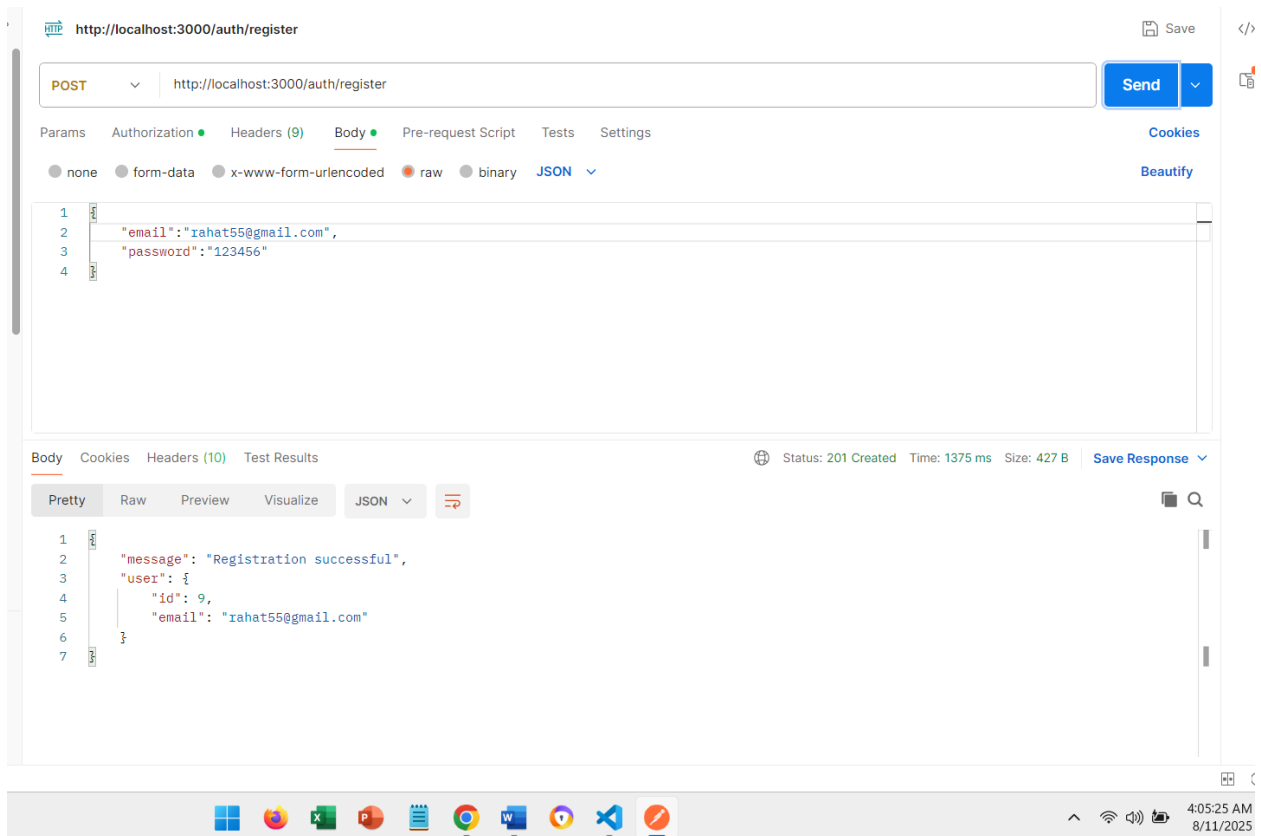 HTTP http://localhost:3000/auth/register Save </>
POST http://localhost:3000/auth/register Send
Params Authorization Headers (9) Body Pre-request Script Tests Settings Cookies
none form-data x-www-form-urlencoded raw binary JSON Beautify
1 {
2 "email":"rahat55@gmail.com",
3 "password":"123456"
4 }
Body Cookies Headers (10) Test Results Status: 201 Created Time: 1375 ms Size: 427 B Save Response
Pretty Raw Preview Visualize JSON
1 {
2 "message": "Registration successful",
3 "user": {
4 "id": 9,
5 "email": "rahat55@gmail.com"
6 }
7 }
4:05:25 AM
8/11/2025